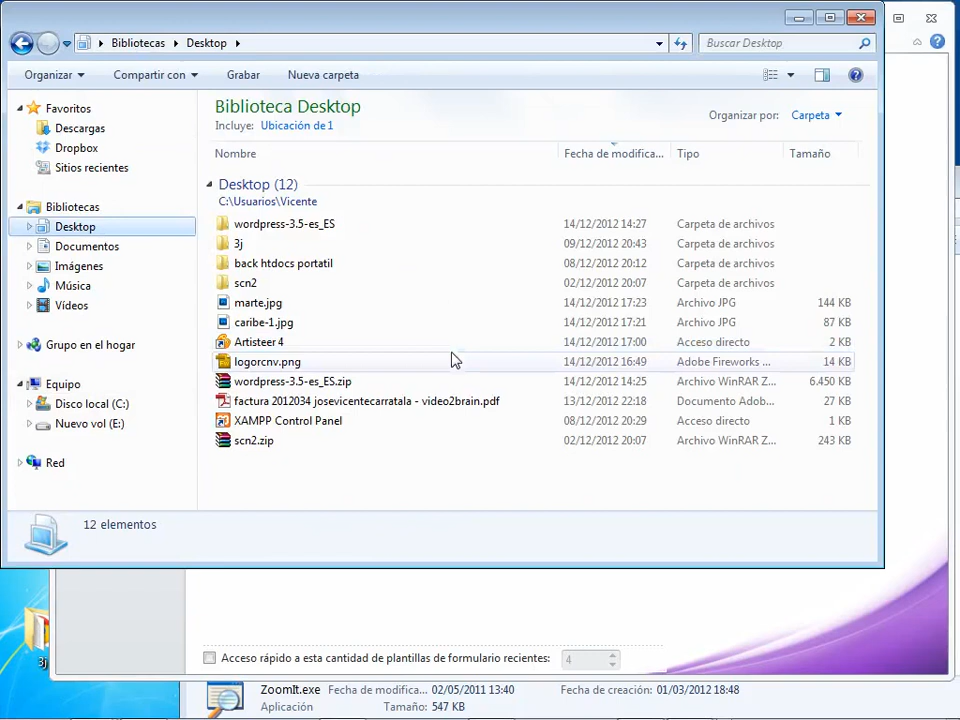 Bibliotecas
Desktop
Buscar Desktop
Organizar
Compartir con
Grabar
Nueva carpeta
Favoritos
Descargas
Dropbox
Sitios recientes
Bibliotecas
Desktop
Documentos
Imágenes
Música
Vídeos
Grupo en el hogar
Equipo
Disco local (C:)
Nuevo vol (E:)
Red
Biblioteca Desktop
Incluye: Ubicación de1
Organizar por: Carpeta
Nombre Fecha de modifica... Tipo Tamaño
Desktop (12)
C:\Usuarios\Vicente
wordpress-3.5-es_ES 14/12/2012 14:27 Carpeta de archivos
3j 09/12/2012 20:43 Carpeta de archivos
back htdocs portatil 08/12/2012 20:12 Carpeta de archivos
scn2 02/12/2012 20:07 Carpeta de archivos
marte.jpg 14/12/2012 17:23 Archivo JPG 144 KB
caribe-1.jpg 14/12/2012 17:21 Archivo JPG 87 KB
Artisteer 4 14/12/2012 17:00 Acceso directo 2 KB
logorcnv.png 14/12/2012 16:49 Adobe Fireworks ... 14 KB
wordpress-3.5-es_ES.zip 14/12/2012 14:25 Archivo WinRAR Z... 6.450 KB
factura 2012034 josevicentecarratala - video2brain.pdf 13/12/2012 22:18 Documento Adob... 77 KB
XAMPP Control Panel 08/12/2012 20:29 Acceso directo 1 KB
scn2.zip 02/12/2012 20:07 Archivo WinRAR Z... 243 KB
12 elementos
Acceso rápido a esta cantidad de plantillas de formulario recientes: 4
3j
ZoomIt.exe Fecha de modifica... 02/05/2011 13:40 Fecha de creación: 01/03/2012 18:48
Aplicación Tamaño: 547 KB